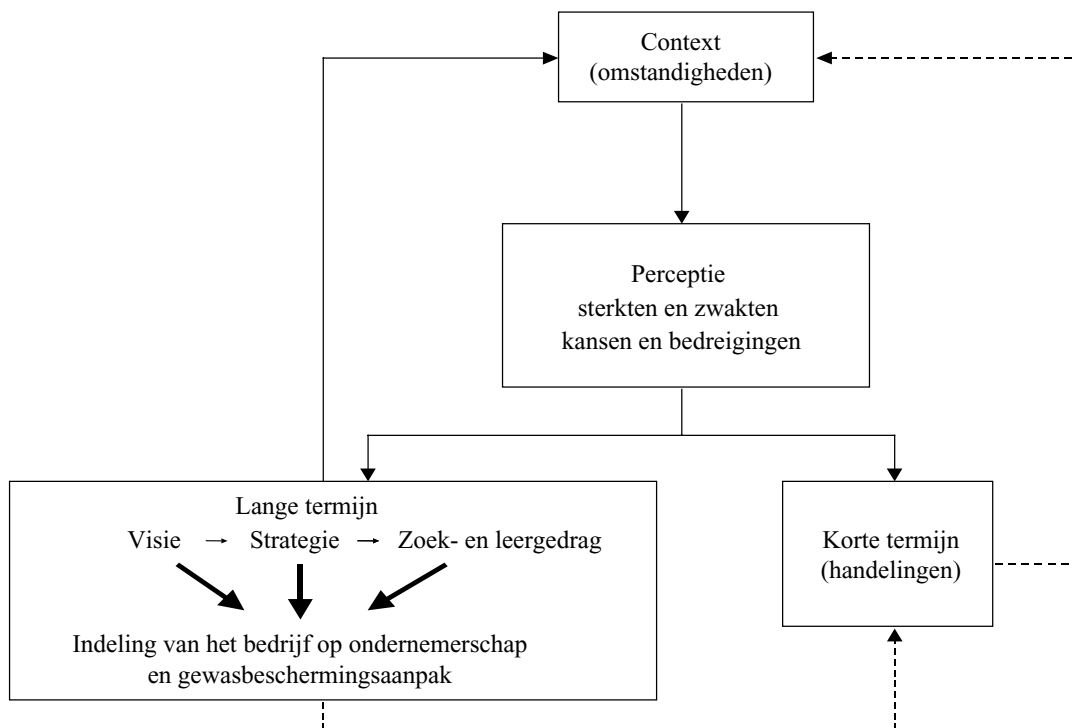 Context
(omstandigheden)
Perceptie
sterkten en zwakten
kansen en bedreigingen
Lange termijn
Visie → Strategie → Zoek- en leergedrag
Indeling van het bedrijf op ondernemerschap
en gewasbeschermingsaanpak
Korte termijn
(handelingen)